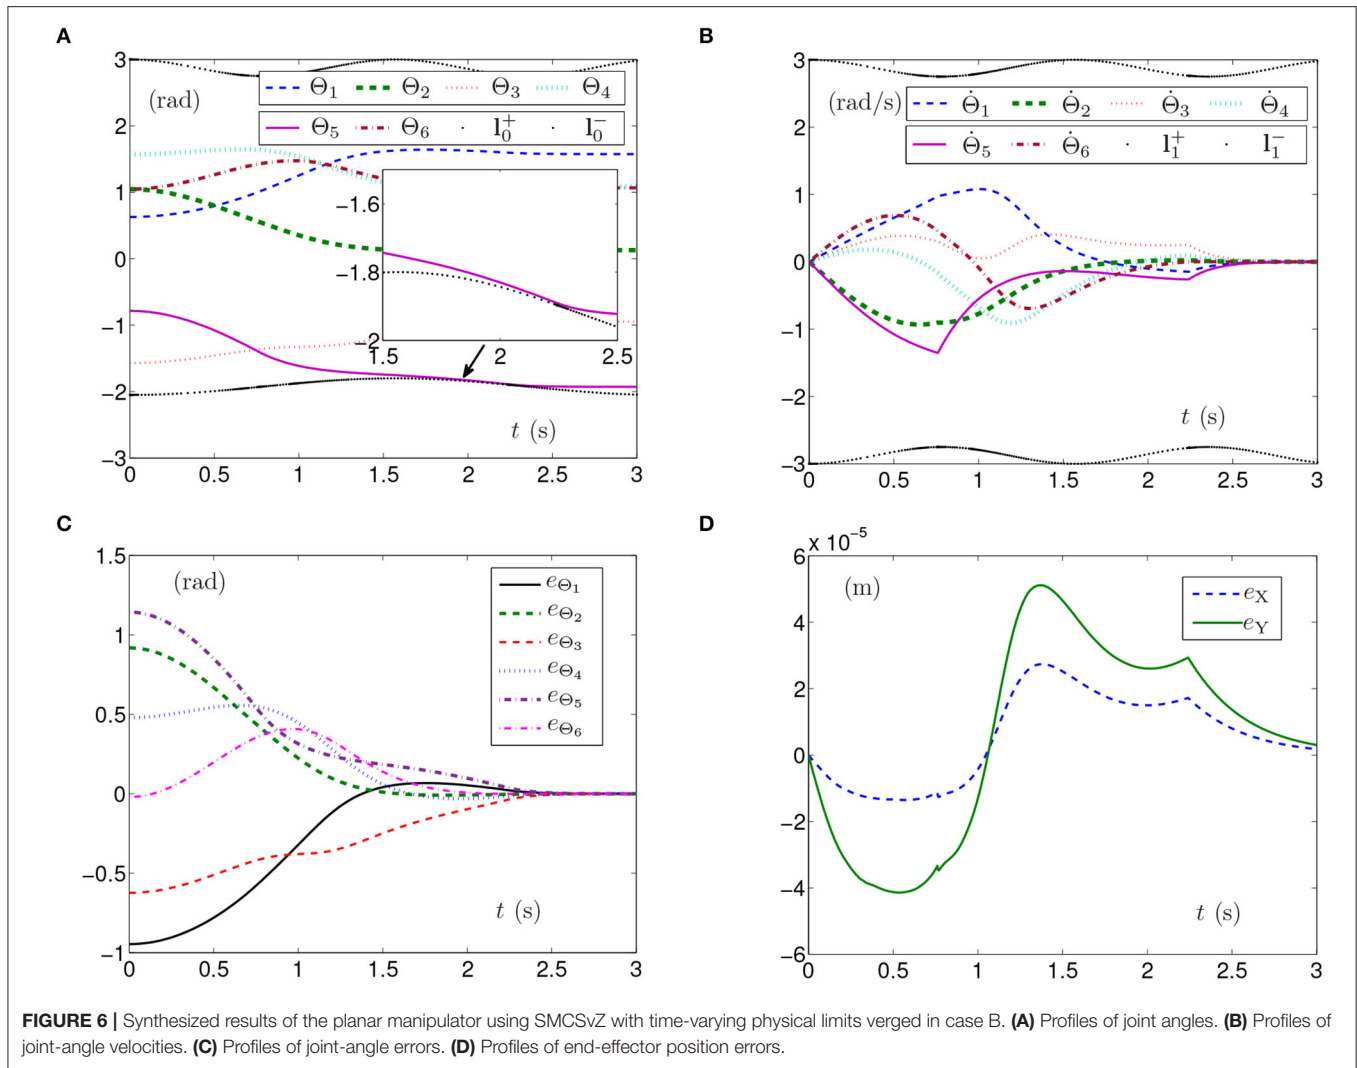 A
3
2
1
0
−1
−2
−3
(rad)
Θ1 Θ2 Θ3 Θ4
Θ5 Θ6 l0+ l0−
−1.6
−1.8
−2
1.5 2 2.5
t (s)
0 0.5 1 1.5 2 2.5 3
B
3
2
1
0
−1
−2
−3
(rad/s)
Θ̇1 Θ̇2 Θ̇3 Θ̇4
Θ̇5 Θ̇6 l1+ l1−
t (s)
0 0.5 1 1.5 2 2.5 3
C
1.5
1
0.5
0
−0.5
−1
(rad)
eΘ1
eΘ2
eΘ3
eΘ4
eΘ5
eΘ6
t (s)
0 0.5 1 1.5 2 2.5 3
D
x 10−5
6
4
2
0
−2
−4
−6
(m)
eX
eY
t (s)
0 0.5 1 1.5 2 2.5 3
FIGURE 6 | Synthesized results of the planar manipulator using SMCSvZ with time-varying physical limits verged in case B. (A) Profiles of joint angles. (B) Profiles of
joint-angle velocities. (C) Profiles of joint-angle errors. (D) Profiles of end-effector position errors.